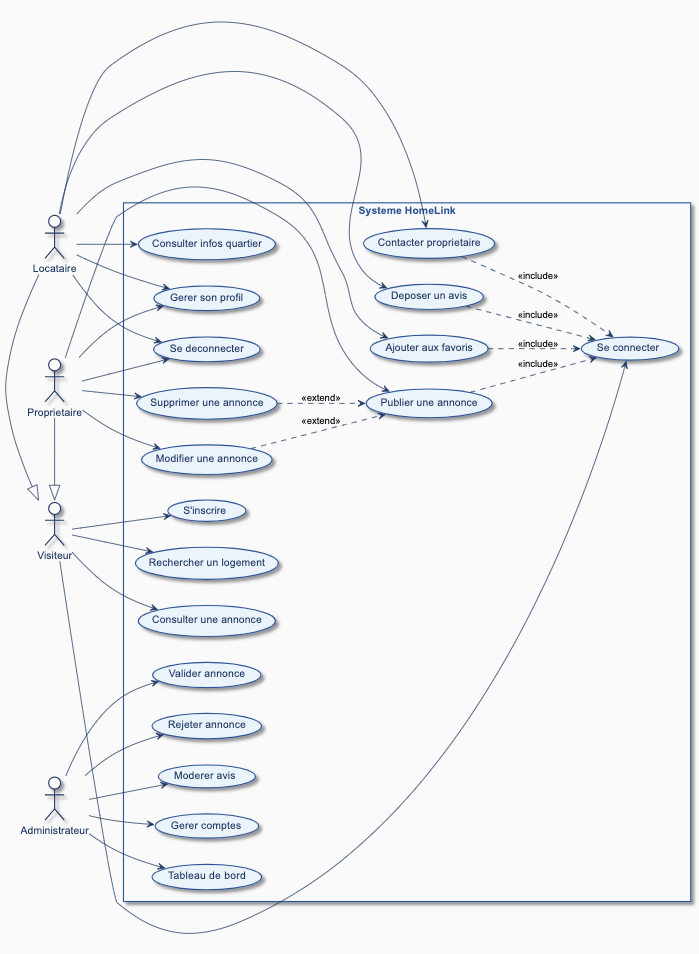 Systeme HomeLink
Consulter infos quartier
Contacter proprietaire
Locataire
«include»
Gerer son profil
Deposer un avis
«include»
Se deconnecter
Ajouter aux favoris
«include»
Se connecter
«include»
Proprietaire
Supprimer une annonce
«extend»
Publier une annonce
«extend»
Modifier une annonce
S'inscrire
Visiteur
Rechercher un logement
Consulter une annonce
Valider annonce
Rejeter annonce
Moderer avis
Administrateur
Gerer comptes
Tableau de bord